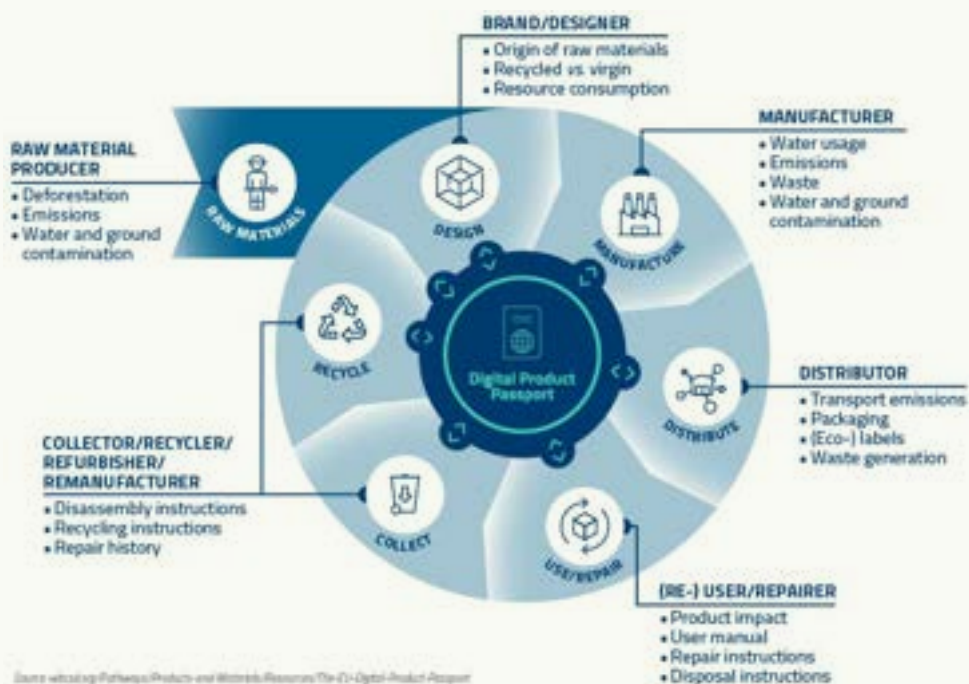 BRAND/DESIGNER
• Origin of raw materials
• Recycled vs. virgin
• Resource consumption
MANUFACTURER
• Water usage
• Emissions
• Waste
• Water and ground
contamination
RAW MATERIAL
PRODUCER
• Deforestation
• Emissions
• Water and ground
contamination
RAW MATERIALS
DESIGN
MANUFACTURE
RECYCLE
Digital Product
Passport
DISTRIBUTE
DISTRIBUTOR
• Transport emissions
• Packaging
• (Eco-) labels
• Waste generation
COLLECTOR/RECYCLER/
REFURBISHER/
REMANUFACTURER
• Disassembly instructions
• Recycling instructions
• Repair history
COLLECT
USE/REPAIR
(RE-) USER/REPAIRER
• Product impact
• User manual
• Repair instructions
• Disposal instructions